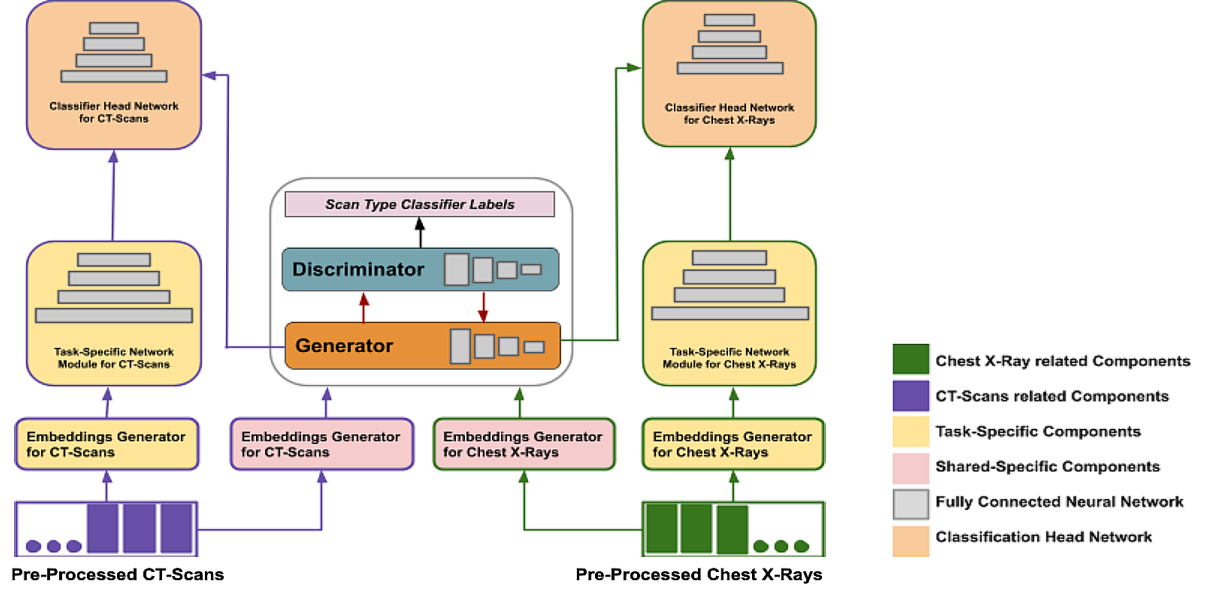 Classifier Head Network
for CT-Scans
Classifier Head Network
for Chest X-Rays
Scan Type Classifier Labels
Discriminator
Generator
Task-Specific Network
Module for CT-Scans
Task-Specific Network
Module for Chest X-Rays
Embeddings Generator
for CT-Scans
Embeddings Generator
for CT-Scans
Embeddings Generator
for Chest X-Rays
Embeddings Generator
for Chest X-Rays
Pre-Processed CT-Scans
Pre-Processed Chest X-Rays
Chest X-Ray related Components
CT-Scans related Components
Task-Specific Components
Shared-Specific Components
Fully Connected Neural Network
Classification Head Network